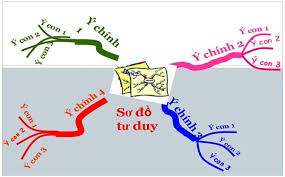 Ý con 1
Ý con 2
Ý con 3
Ý chính
1
Ý con 1
Ý con 2
Ý con 3
Ý chính 2
Ý con 1
Ý con 2
Ý con 3
Ý chính 4
Sơ đồ
tư duy
Ý chính 3
Ý con 1
Ý con 2
Ý con 3